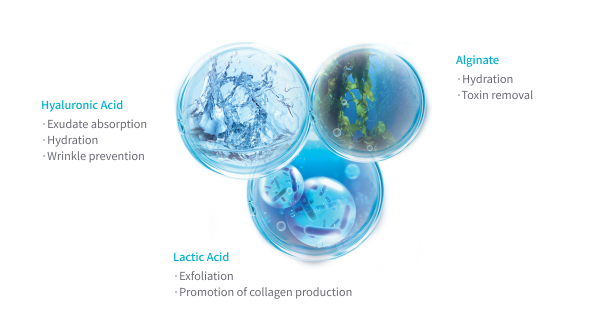 Hyaluronic Acid
·Exudate absorption
·Hydration
·Wrinkle prevention
Alginate
·Hydration
·Toxin removal
Lactic Acid
·Exfoliation
·Promotion of collagen production